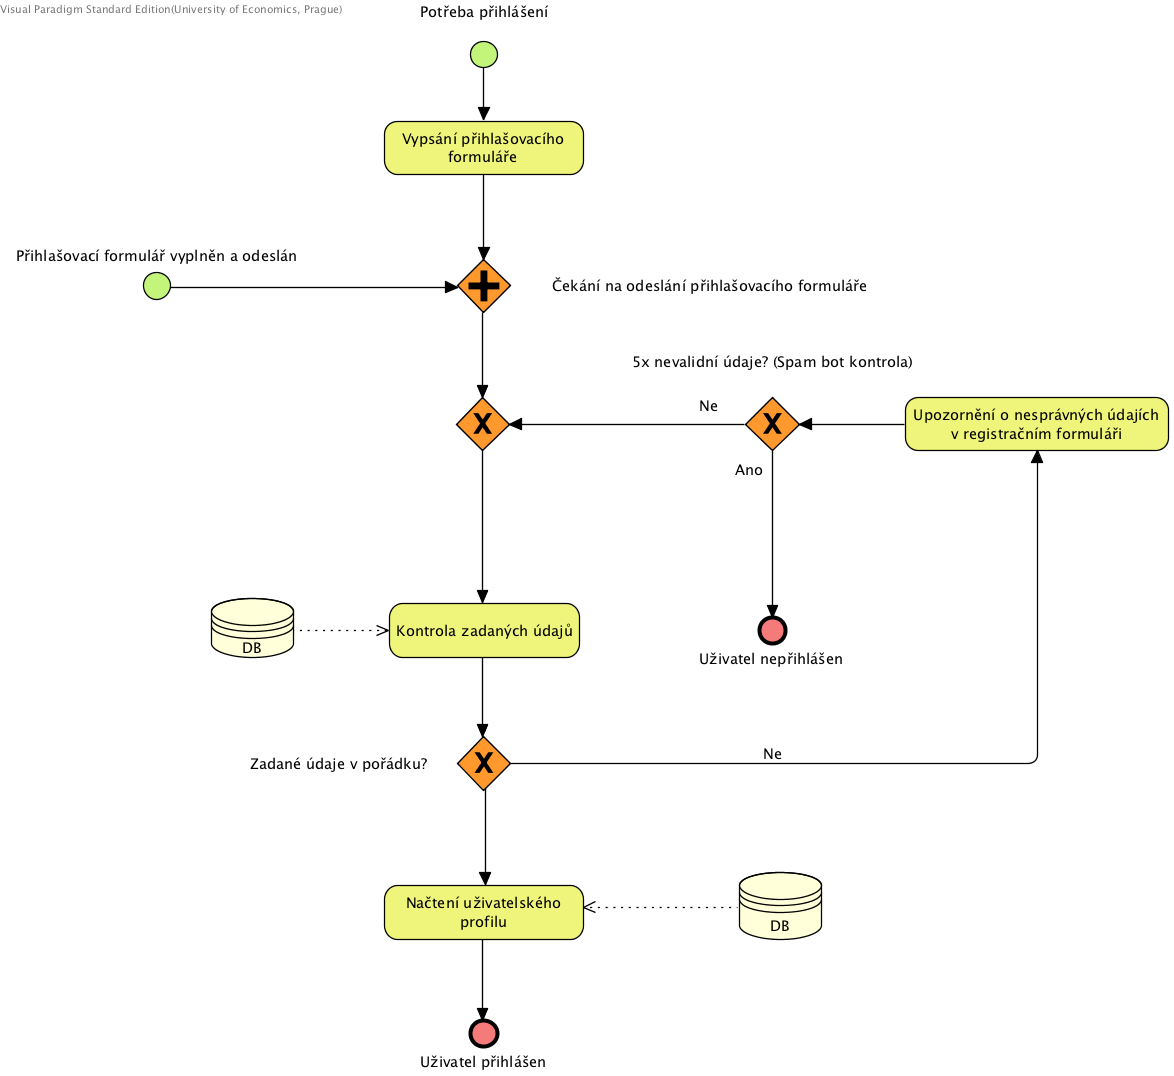 Visual Paradigm Standard Edition(University of Economics, Prague)
Potřeba přihlášení
Vypsání přihlašovacího
formuláře
Přihlašovací formulář vyplněn a odeslán
Čekání na odeslání přihlašovacího formuláře
5x nevalidní údaje? (Spam bot kontrola)
X
Ne
X
Upozornění o nesprávných údajích
v registračním formuláři
Ano
DB
Kontrola zadaných údajů
Uživatel nepřihlášen
Zadané údaje v pořádku?
X
Ne
Načtení uživatelského
profilu
DB
Uživatel přihlášen